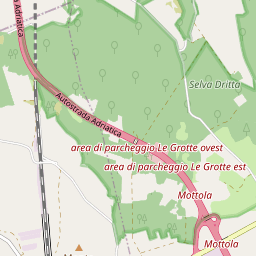 Adriatica
Selva Dritta
Autostrada Adriatica
area di parcheggio Le Grotte ovest
area di parcheggio Le Grotte est
Mottola
Mottola